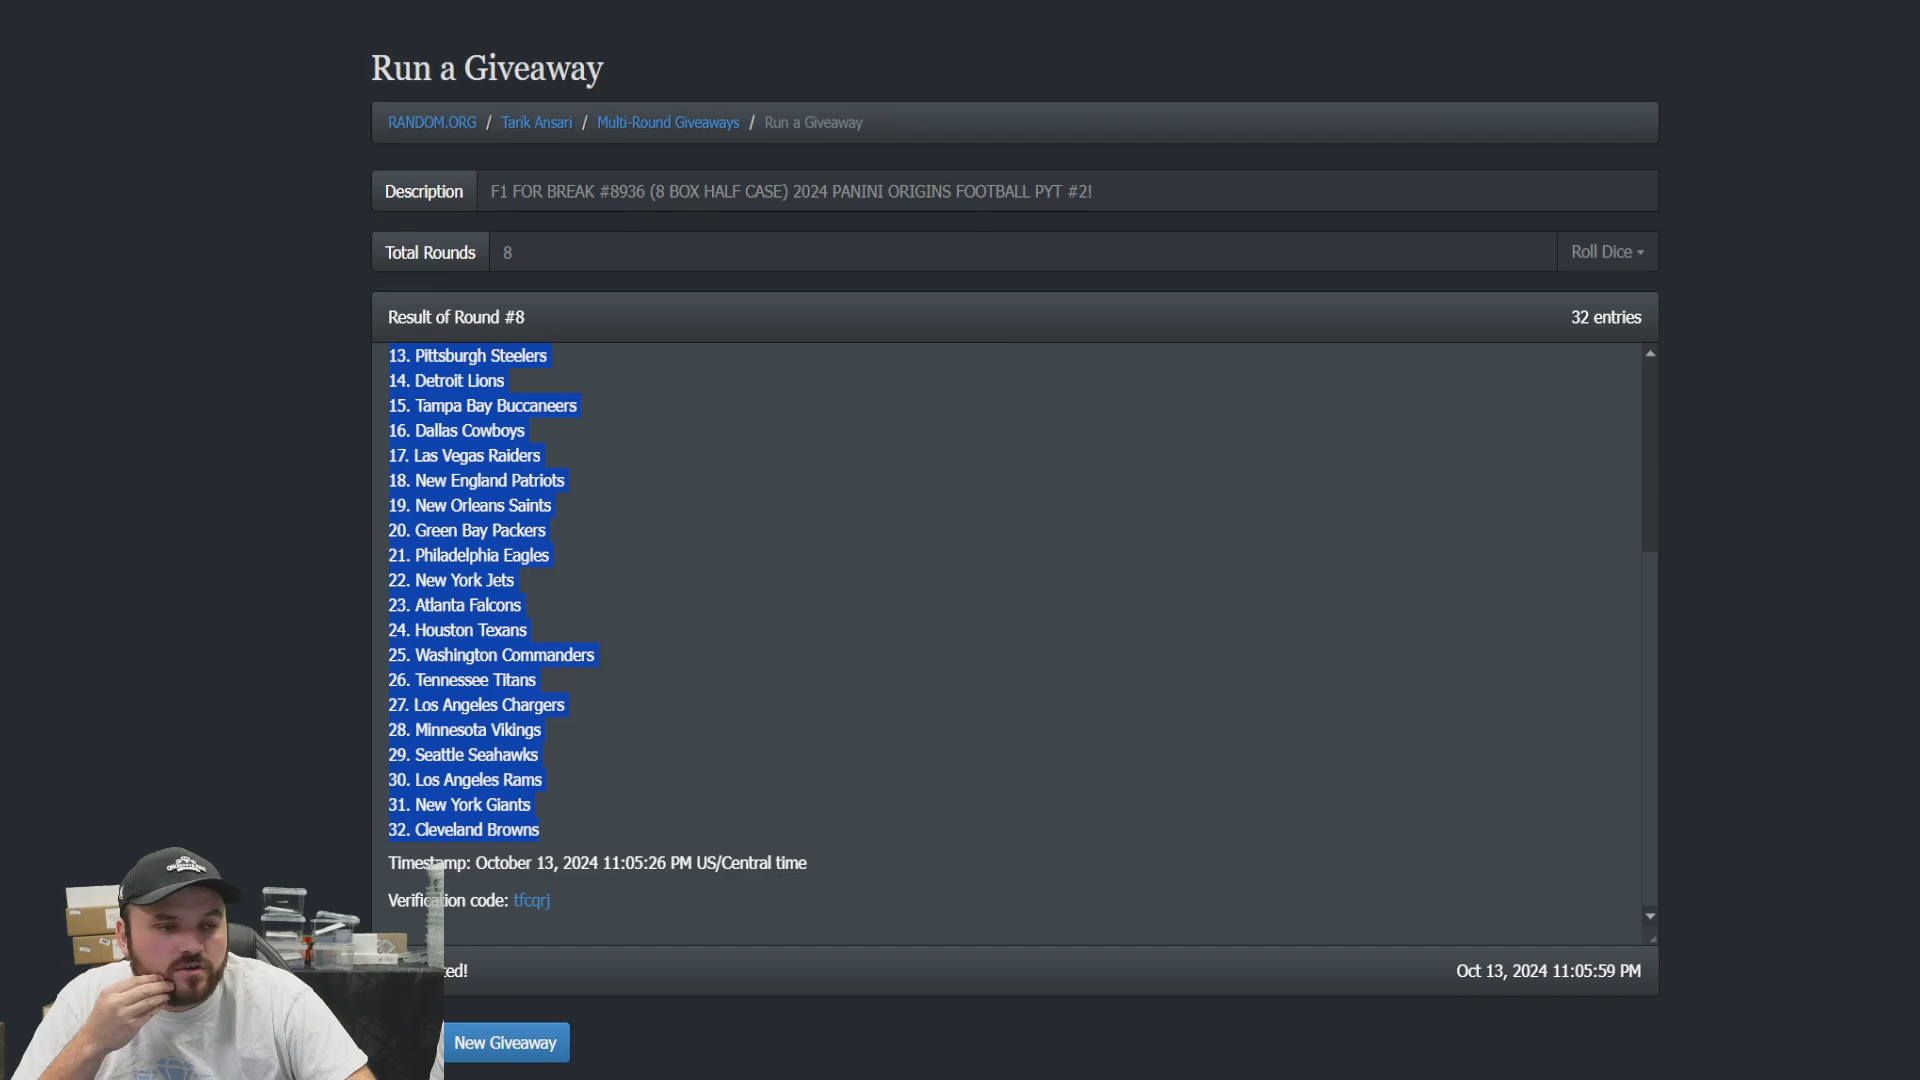 Run a Giveaway
RANDOM.ORG / Tarik Ansari / Multi-Round Giveaways / Run a Giveaway
Description F1 FOR BREAK #8936 (8 BOX HALF CASE) 2024 PANINI ORIGINS FOOTBALL PYT #2!
Total Rounds 8 Roll Dice
Result of Round #8 32 entries
13. Pittsburgh Steelers
14. Detroit Lions
15. Tampa Bay Buccaneers
16. Dallas Cowboys
17. Las Vegas Raiders
18. New England Patriots
19. New Orleans Saints
20. Green Bay Packers
21. Philadelphia Eagles
22. New York Jets
23. Atlanta Falcons
24. Houston Texans
25. Washington Commanders
26. Tennessee Titans
27. Los Angeles Chargers
28. Minnesota Vikings
29. Seattle Seahawks
30. Los Angeles Rams
31. New York Giants
32. Cleveland Browns
Timestamp: October 13, 2024 11:05:26 PM US/Central time
Verification code: tfcqrj
ted! Oct 13, 2024 11:05:59 PM
New Giveaway